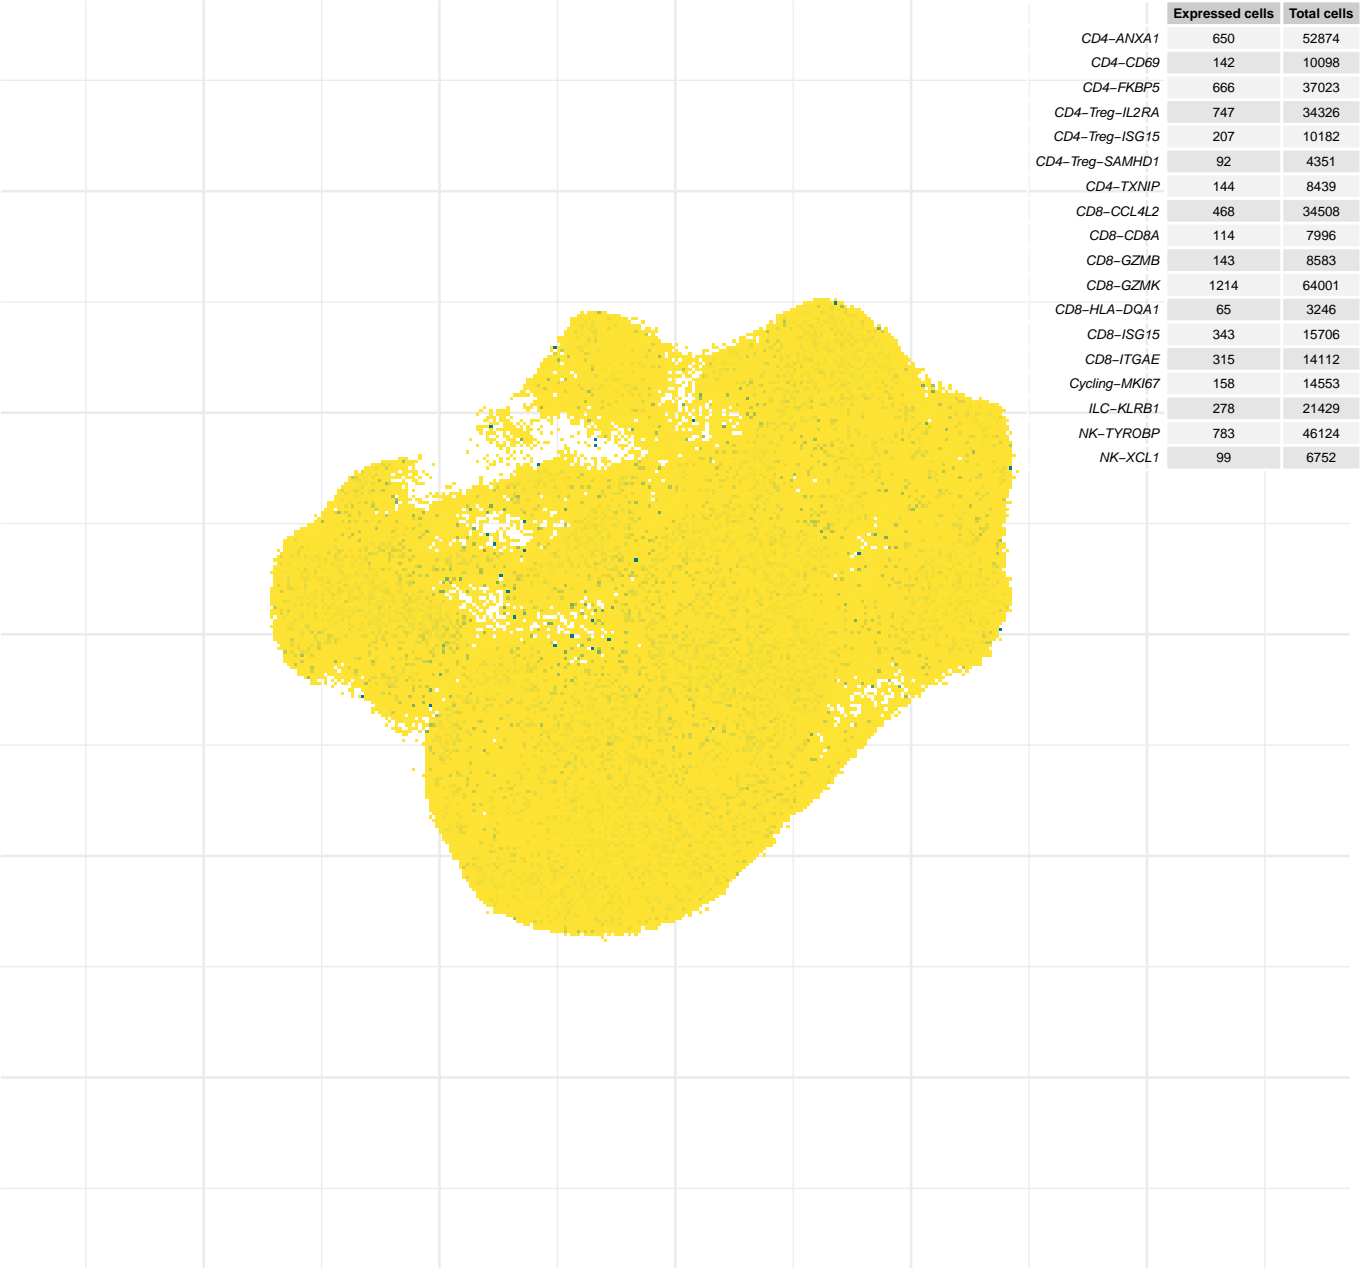 Expressed cells Total cells
CD4−ANXA1 650 52874
CD4−CD69 142 10098
CD4−FKBP5 666 37023
CD4−Treg−IL2RA 747 34326
CD4−Treg−ISG15 207 10182
CD4−Treg−SAMHD1 92 4351
CD4−TXNIP 144 8439
CD8−CCL4L2 468 34508
CD8−CD8A 114 7996
CD8−GZMB 143 8583
CD8−GZMK 1214 64001
CD8−HLA−DQA1 65 3246
CD8−ISG15 343 15706
CD8−ITGAE 315 14112
Cycling−MKI67 158 14553
ILC−KLRB1 278 21429
NK−TYROBP 783 46124
NK−XCL1 99 6752